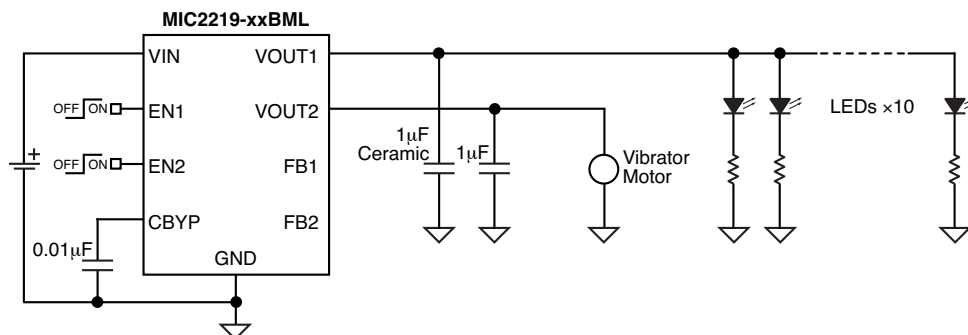 MIC2219-xxBML
VIN
VOUT1
OFF ON
EN1
VOUT2
LEDs ×10
+
OFF ON
EN2
FB1
1µF
Ceramic
1µF
Vibrator
Motor
CBYP
FB2
0.01µF
GND